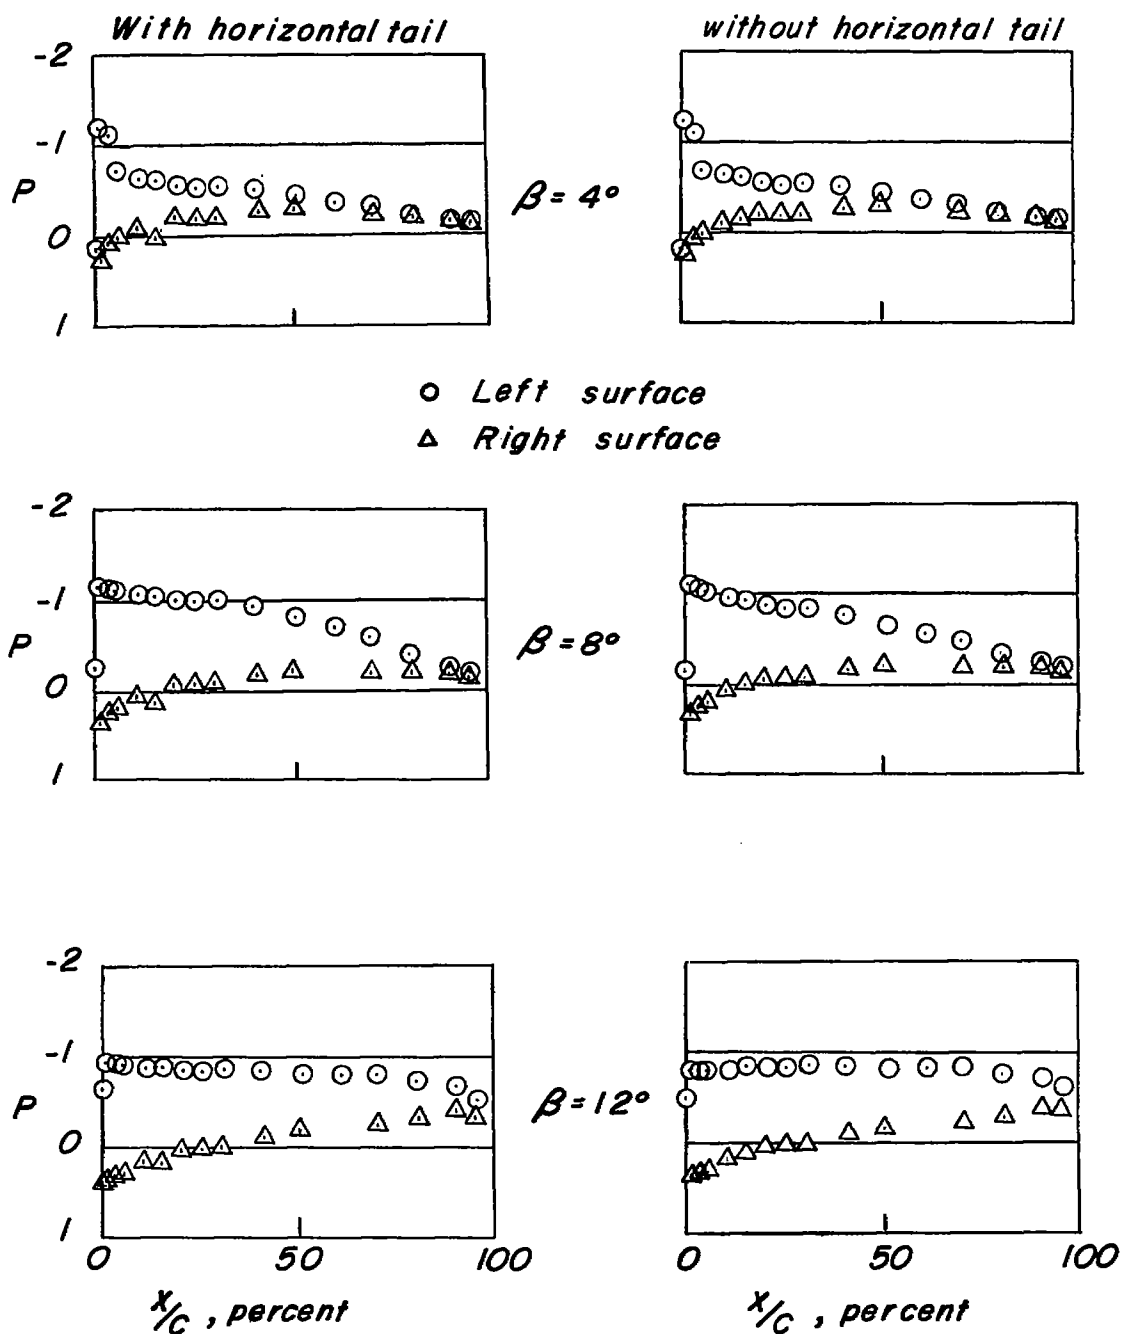 With horizontal tail
without horizontal tail
-2
-1
P
0
1
β = 4°
Left surface
Right surface
-2
-1
P
0
1
β = 8°
-2
-1
P
0
1
β = 12°
0 50 100
0 50 100
x/c , percent
x/c , percent